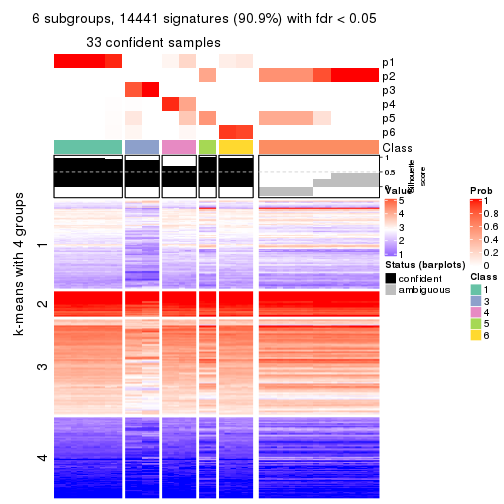 6 subgroups, 14441 signatures (90.9%) with fdr < 0.05
33 confident samples
p1
p2
p3
p4
p5
p6
Class
1
0.5
0
Silhouette
score
k-means with 4 groups
1
2
3
4
Value
5
4
3
2
1
Status (barplots)
confident
ambiguous
Prob
1
0.8
0.6
0.4
0.2
0
Class
1
3
4
5
6